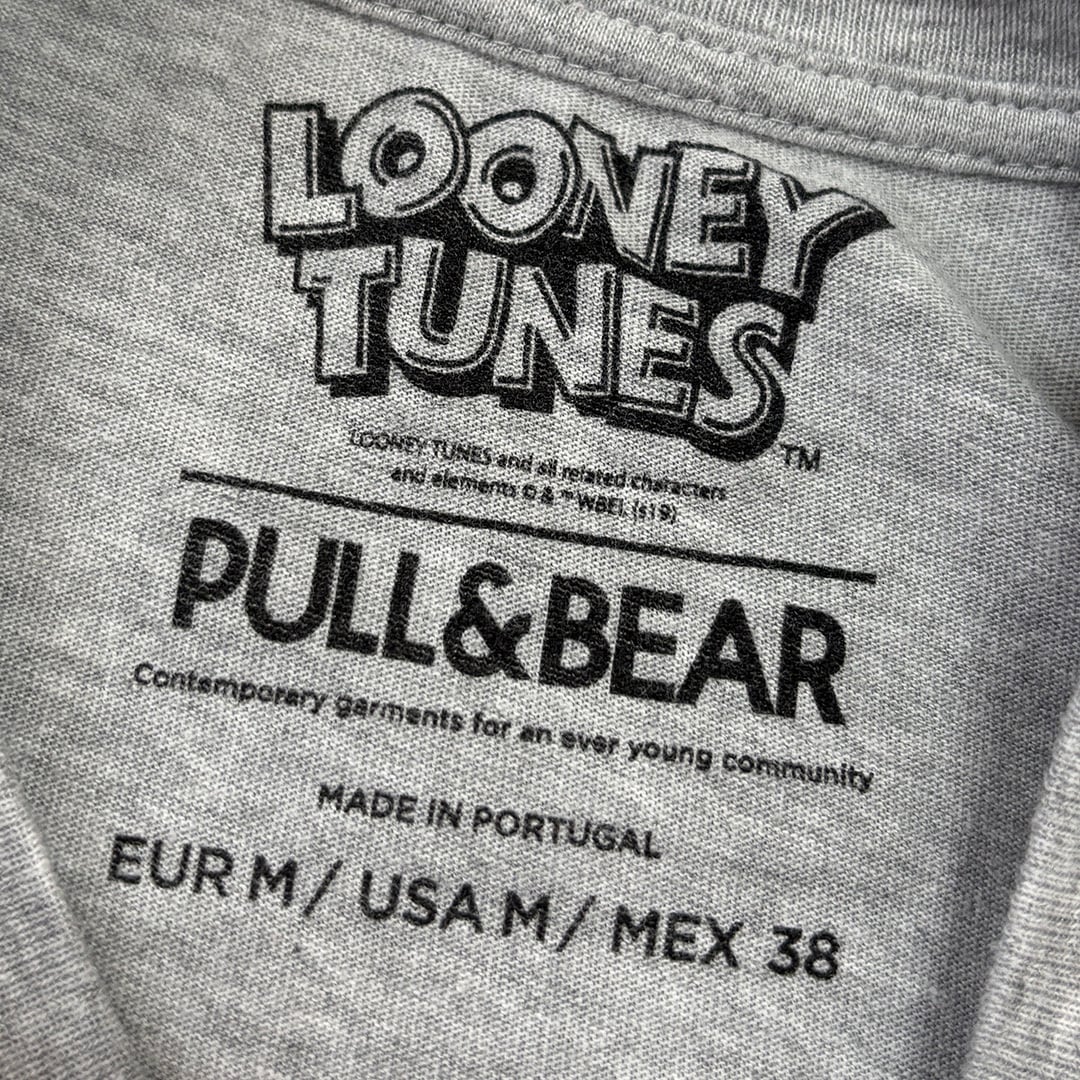 LOONEY
TUNES
TM
LOONEY TUNES and all related characters
and elements © & ™ WBEI. (s19)
PULL&BEAR
Contemporary garments for an ever young community
MADE IN PORTUGAL
EUR M / USA M / MEX 38